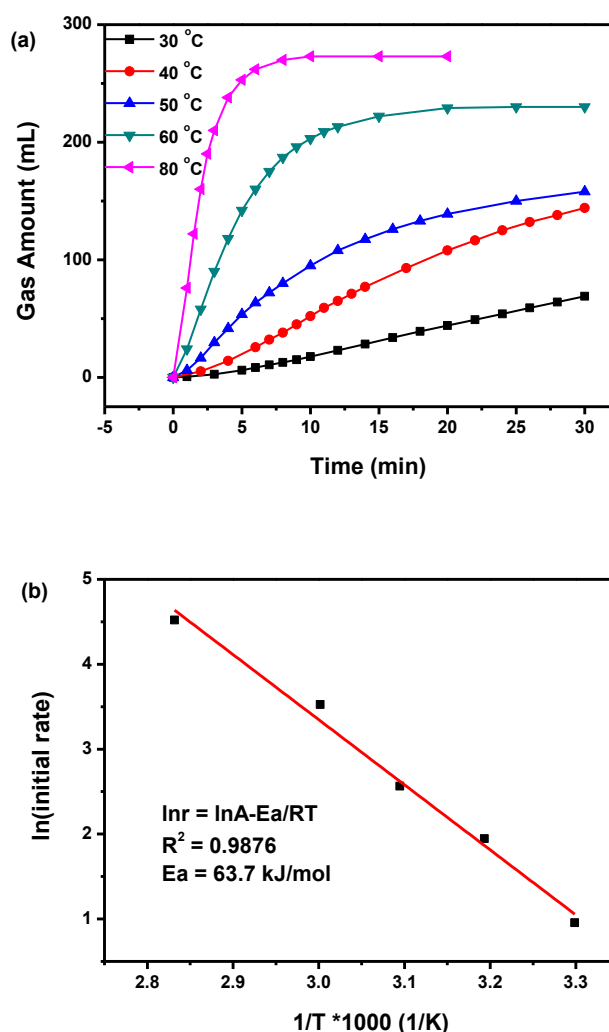 (a)
300
200
100
0
Gas Amount (mL)
30 °C
40 °C
50 °C
60 °C
80 °C
-5 0 5 10 15 20 25 30
Time (min)
(b)
5
4
3
2
1
ln(initial rate)
lnr = lnA-Ea/RT
R² = 0.9876
Ea = 63.7 kJ/mol
2.8 2.9 3.0 3.1 3.2 3.3
1/T *1000 (1/K)